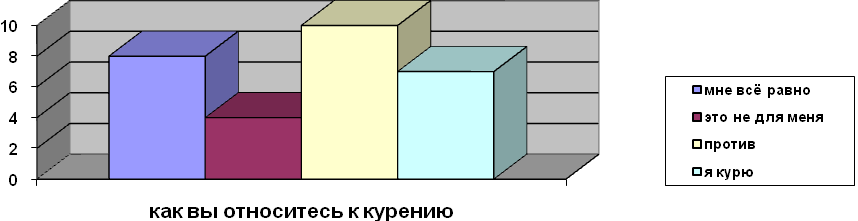 10
8
6
4
2
0
как вы относитесь к курению
мне всё равно
это не для меня
против
я курю